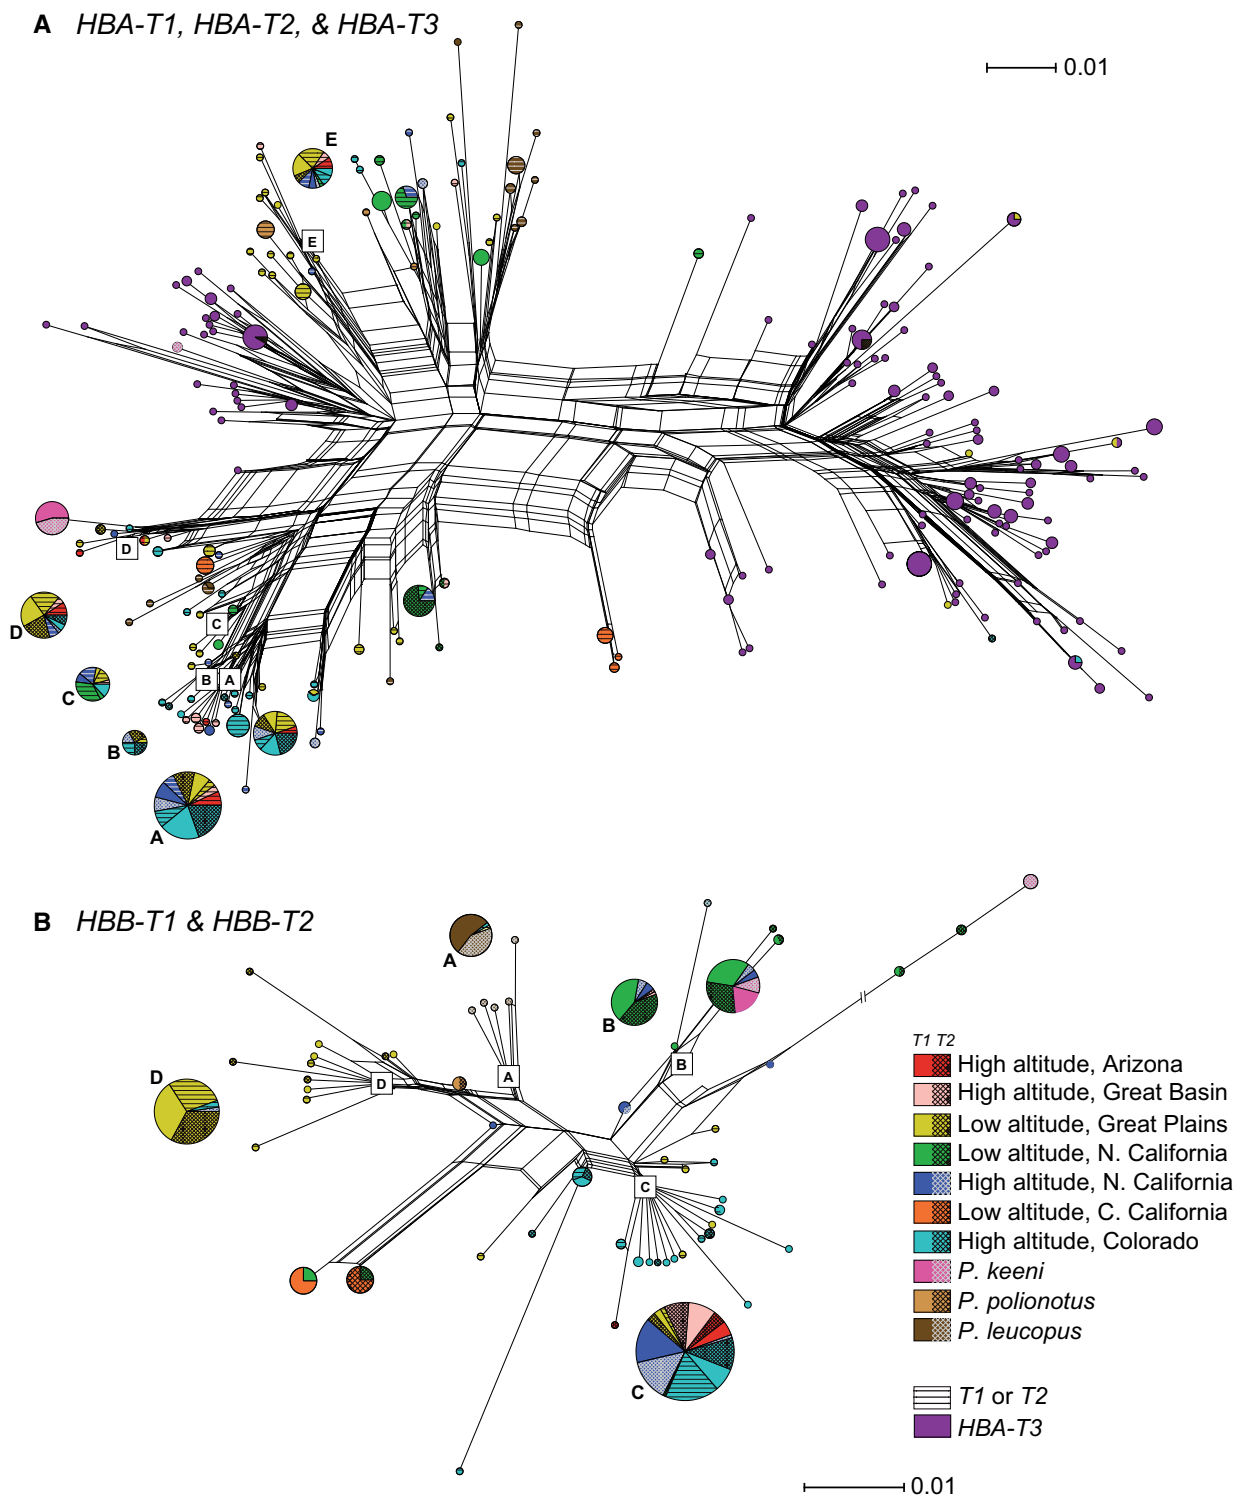 A HBA-T1, HBA-T2, & HBA-T3
0.01
E
E
D
D
C
C
B A
B
A
B HBB-T1 & HBB-T2
A
B
B
D
D
A
C
C
T1 T2
High altitude, Arizona
High altitude, Great Basin
Low altitude, Great Plains
Low altitude, N. California
High altitude, N. California
Low altitude, C. California
High altitude, Colorado
P. keeni
P. polionotus
P. leucopus
T1 or T2
HBA-T3
0.01